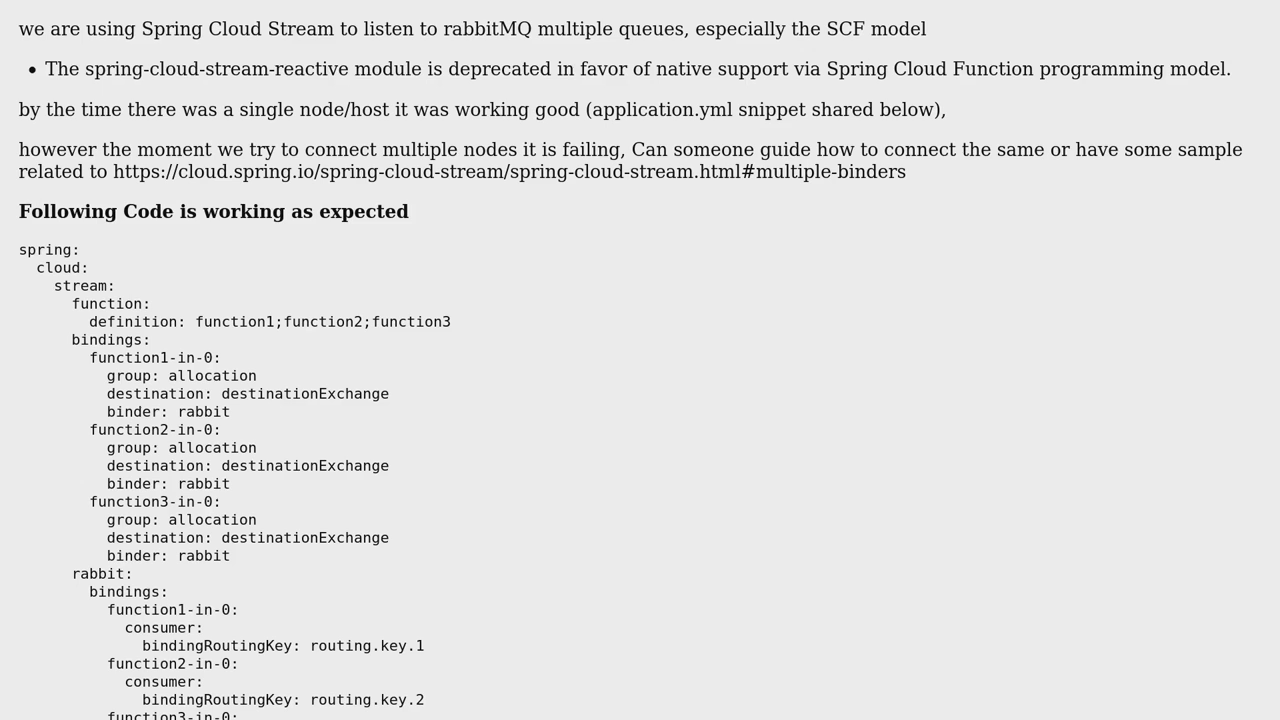 we are using Spring Cloud Stream to listen to rabbitMQ multiple queues, especially the SCF model
• The spring-cloud-stream-reactive module is deprecated in favor of native support via Spring Cloud Function programming model.
by the time there was a single node/host it was working good (application.yml snippet shared below),
however the moment we try to connect multiple nodes it is failing, Can someone guide how to connect the same or have some sample
related to https://cloud.spring.io/spring-cloud-stream/spring-cloud-stream.html#multiple-binders
Following Code is working as expected
spring:
  cloud:
    stream:
      function:
        definition: function1;function2;function3
      bindings:
        function1-in-0:
          group: allocation
          destination: destinationExchange
          binder: rabbit
        function2-in-0:
          group: allocation
          destination: destinationExchange
          binder: rabbit
        function3-in-0:
          group: allocation
          destination: destinationExchange
          binder: rabbit
      rabbit:
        bindings:
          function1-in-0:
            consumer:
              bindingRoutingKey: routing.key.1
          function2-in-0:
            consumer:
              bindingRoutingKey: routing.key.2
          function3-in-0: